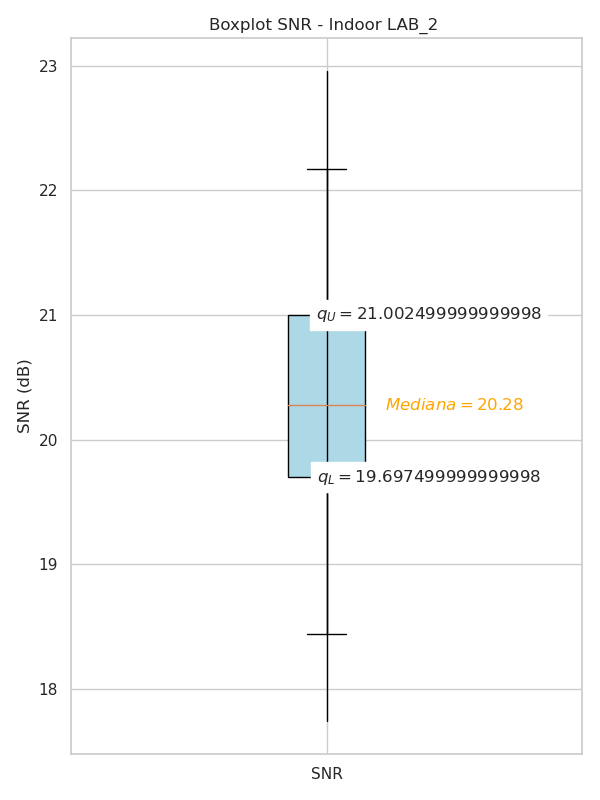 Boxplot SNR - Indoor LAB_2
23
22
21
20
19
18
SNR (dB)
q_U = 21.002499999999998
Mediana = 20.28
q_L = 19.697499999999998
SNR